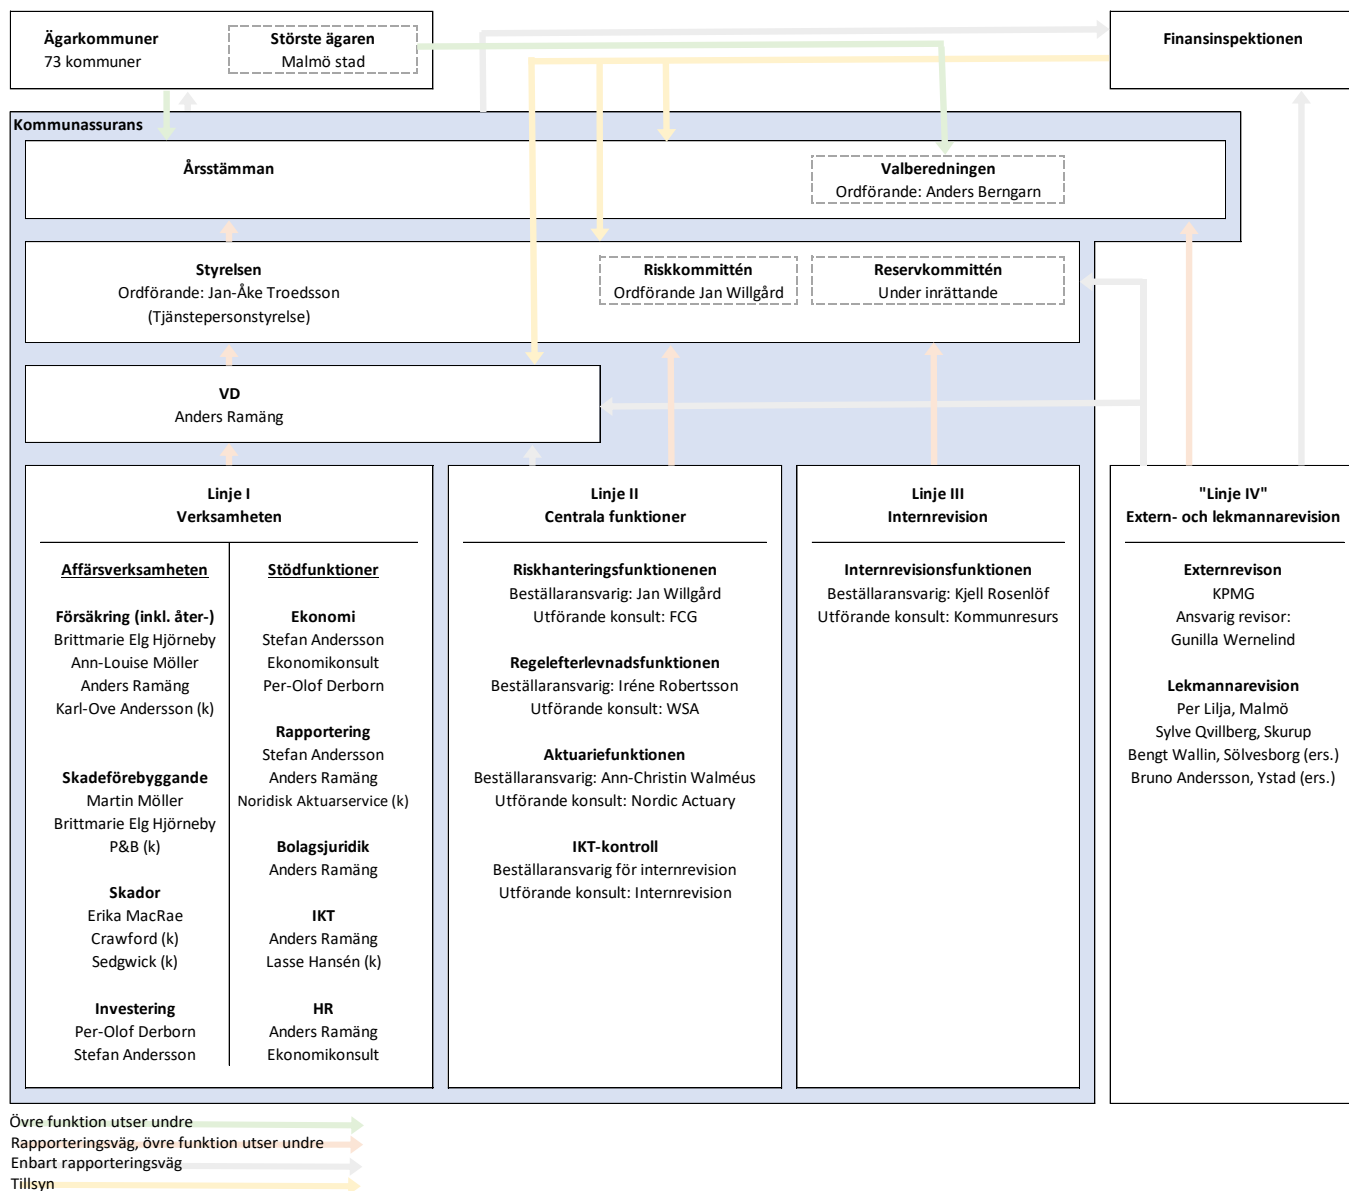 Ägarkommuner
73 kommuner
Störste ägaren
Malmö stad
Finansinspektionen
Kommunassurans
Årsstämman
Valberedningen
Ordförande: Anders Berngarn
Styrelsen
Ordförande: Jan-Åke Troedsson
(Tjänstepersonstyrelse)
Riskkommittén
Ordförande Jan Willgård
Reservkommittén
Under inrättande
VD
Anders Ramäng
Linje I
Verksamheten
Affärsverksamheten
Försäkring (inkl. åter-)
Brittmarie Elg Hjörneby
Ann-Louise Möller
Anders Ramäng
Karl-Ove Andersson (k)
Skadeförebyggande
Martin Möller
Brittmarie Elg Hjörneby
P&B (k)
Skador
Erika MacRae
Crawford (k)
Sedgwick (k)
Investering
Per-Olof Derborn
Stefan Andersson
Stödfunktioner
Ekonomi
Stefan Andersson
Ekonomikonsult
Per-Olof Derborn
Rapportering
Stefan Andersson
Anders Ramäng
Noridisk Aktuarservice (k)
Bolagsjuridik
Anders Ramäng
IKT
Anders Ramäng
Lasse Hansén (k)
HR
Anders Ramäng
Ekonomikonsult
Linje II
Centrala funktioner
Riskhanteringsfunktionenen
Beställaransvarig: Jan Willgård
Utförande konsult: FCG
Regelefterlevnadsfunktionen
Beställaransvarig: Iréne Robertsson
Utförande konsult: WSA
Aktuariefunktionen
Beställaransvarig: Ann-Christin Walméus
Utförande konsult: Nordic Actuary
IKT-kontroll
Beställaransvarig för internrevision
Utförande konsult: Internrevision
Linje III
Internrevision
Internrevisionsfunktionen
Beställaransvarig: Kjell Rosenlöf
Utförande konsult: Kommunresurs
"Linje IV"
Extern- och lekmannarevision
Externrevison
KPMG
Ansvarig revisor:
Gunilla Wernelind
Lekmannarevision
Per Lilja, Malmö
Sylve Qvillberg, Skurup
Bengt Wallin, Sölvesborg (ers.)
Bruno Andersson, Ystad (ers.)
Övre funktion utser undre
Rapporteringsväg, övre funktion utser undre
Enbart rapporteringsväg
Tillsyn